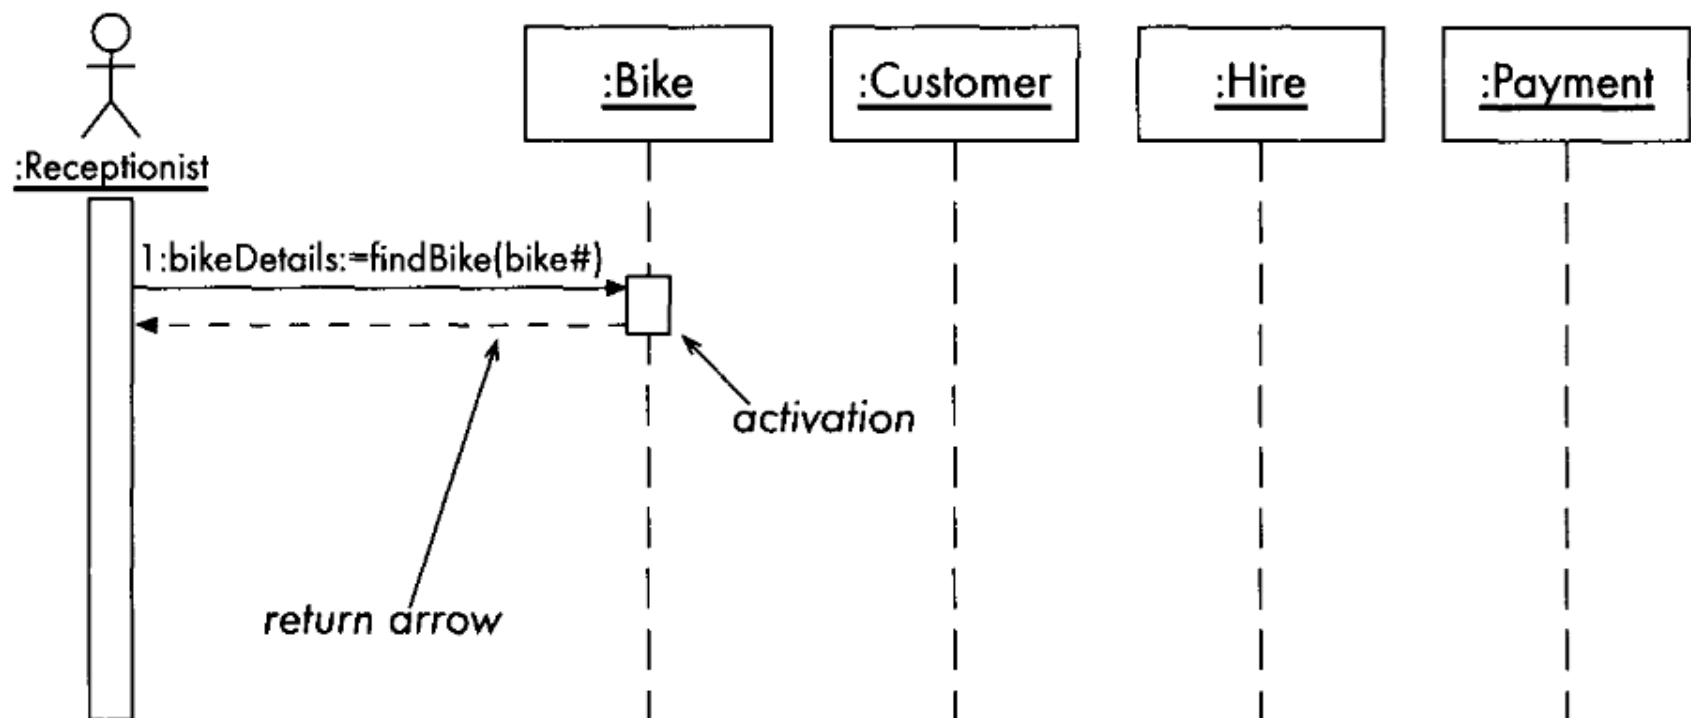 :Bike
:Customer
:Hire
:Payment
:Receptionist
1:bikeDetails:=findBike(bike#)
activation
return arrow